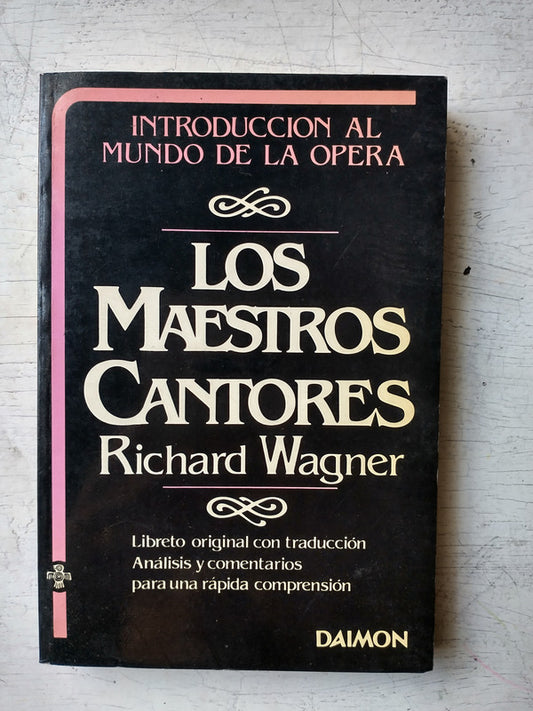 INTRODUCCION AL
MUNDO DE LA OPERA
LOS
MAESTROS
CANTORES
Richard Wagner
Libreto original con traducción
Análisis y comentarios
para una rápida comprensión
DAIMON